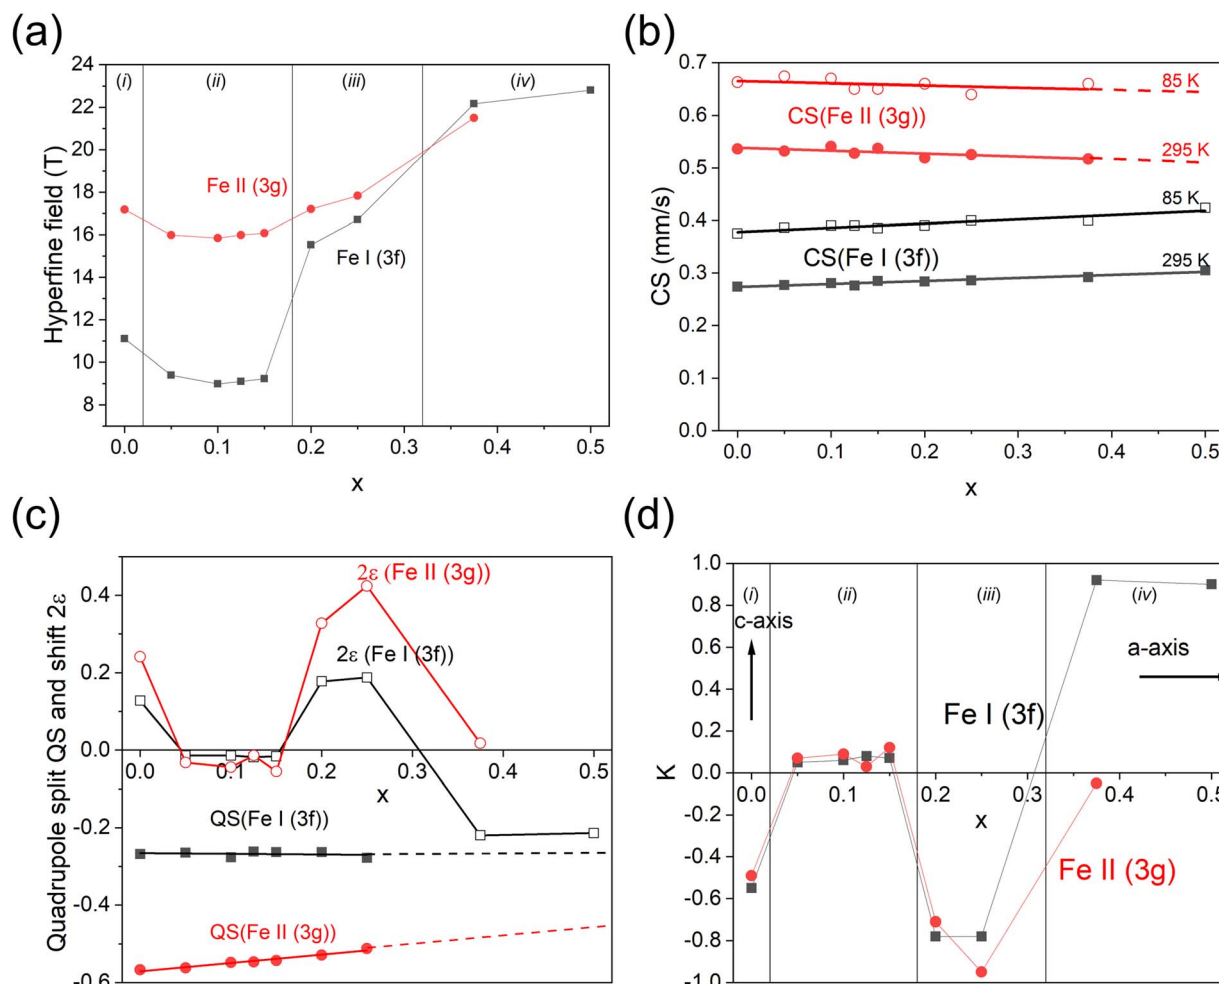 (a)
24
22
20
18
16
14
12
10
8
Hyperfine field (T)
(i)
(ii)
(iii)
(iv)
Fe II (3g)
Fe I (3f)
0.0 0.1 0.2 0.3 0.4 0.5
x
(b)
0.7
0.6
0.5
0.4
0.3
0.2
0.1
0.0
CS (mm/s)
85 K
CS(Fe II (3g))
295 K
85 K
CS(Fe I (3f))
295 K
0.0 0.1 0.2 0.3 0.4 0.5
x
(c)
0.4
0.2
0.0
-0.2
-0.4
-0.6
Quadrupole split QS and shift 2ε
2ε (Fe II (3g))
2ε (Fe I (3f))
0.0 0.1 0.2 0.3 0.4 0.5
x
QS(Fe I (3f))
QS(Fe II (3g))
(d)
1.0
0.8
0.6
0.4
0.2
0.0
-0.2
-0.4
-0.6
-0.8
-1.0
K
(i)
(ii)
(iii)
(iv)
c-axis
a-axis
Fe I (3f)
0.0 0.1 0.2 0.3 0.4 0.5
x
Fe II (3g)